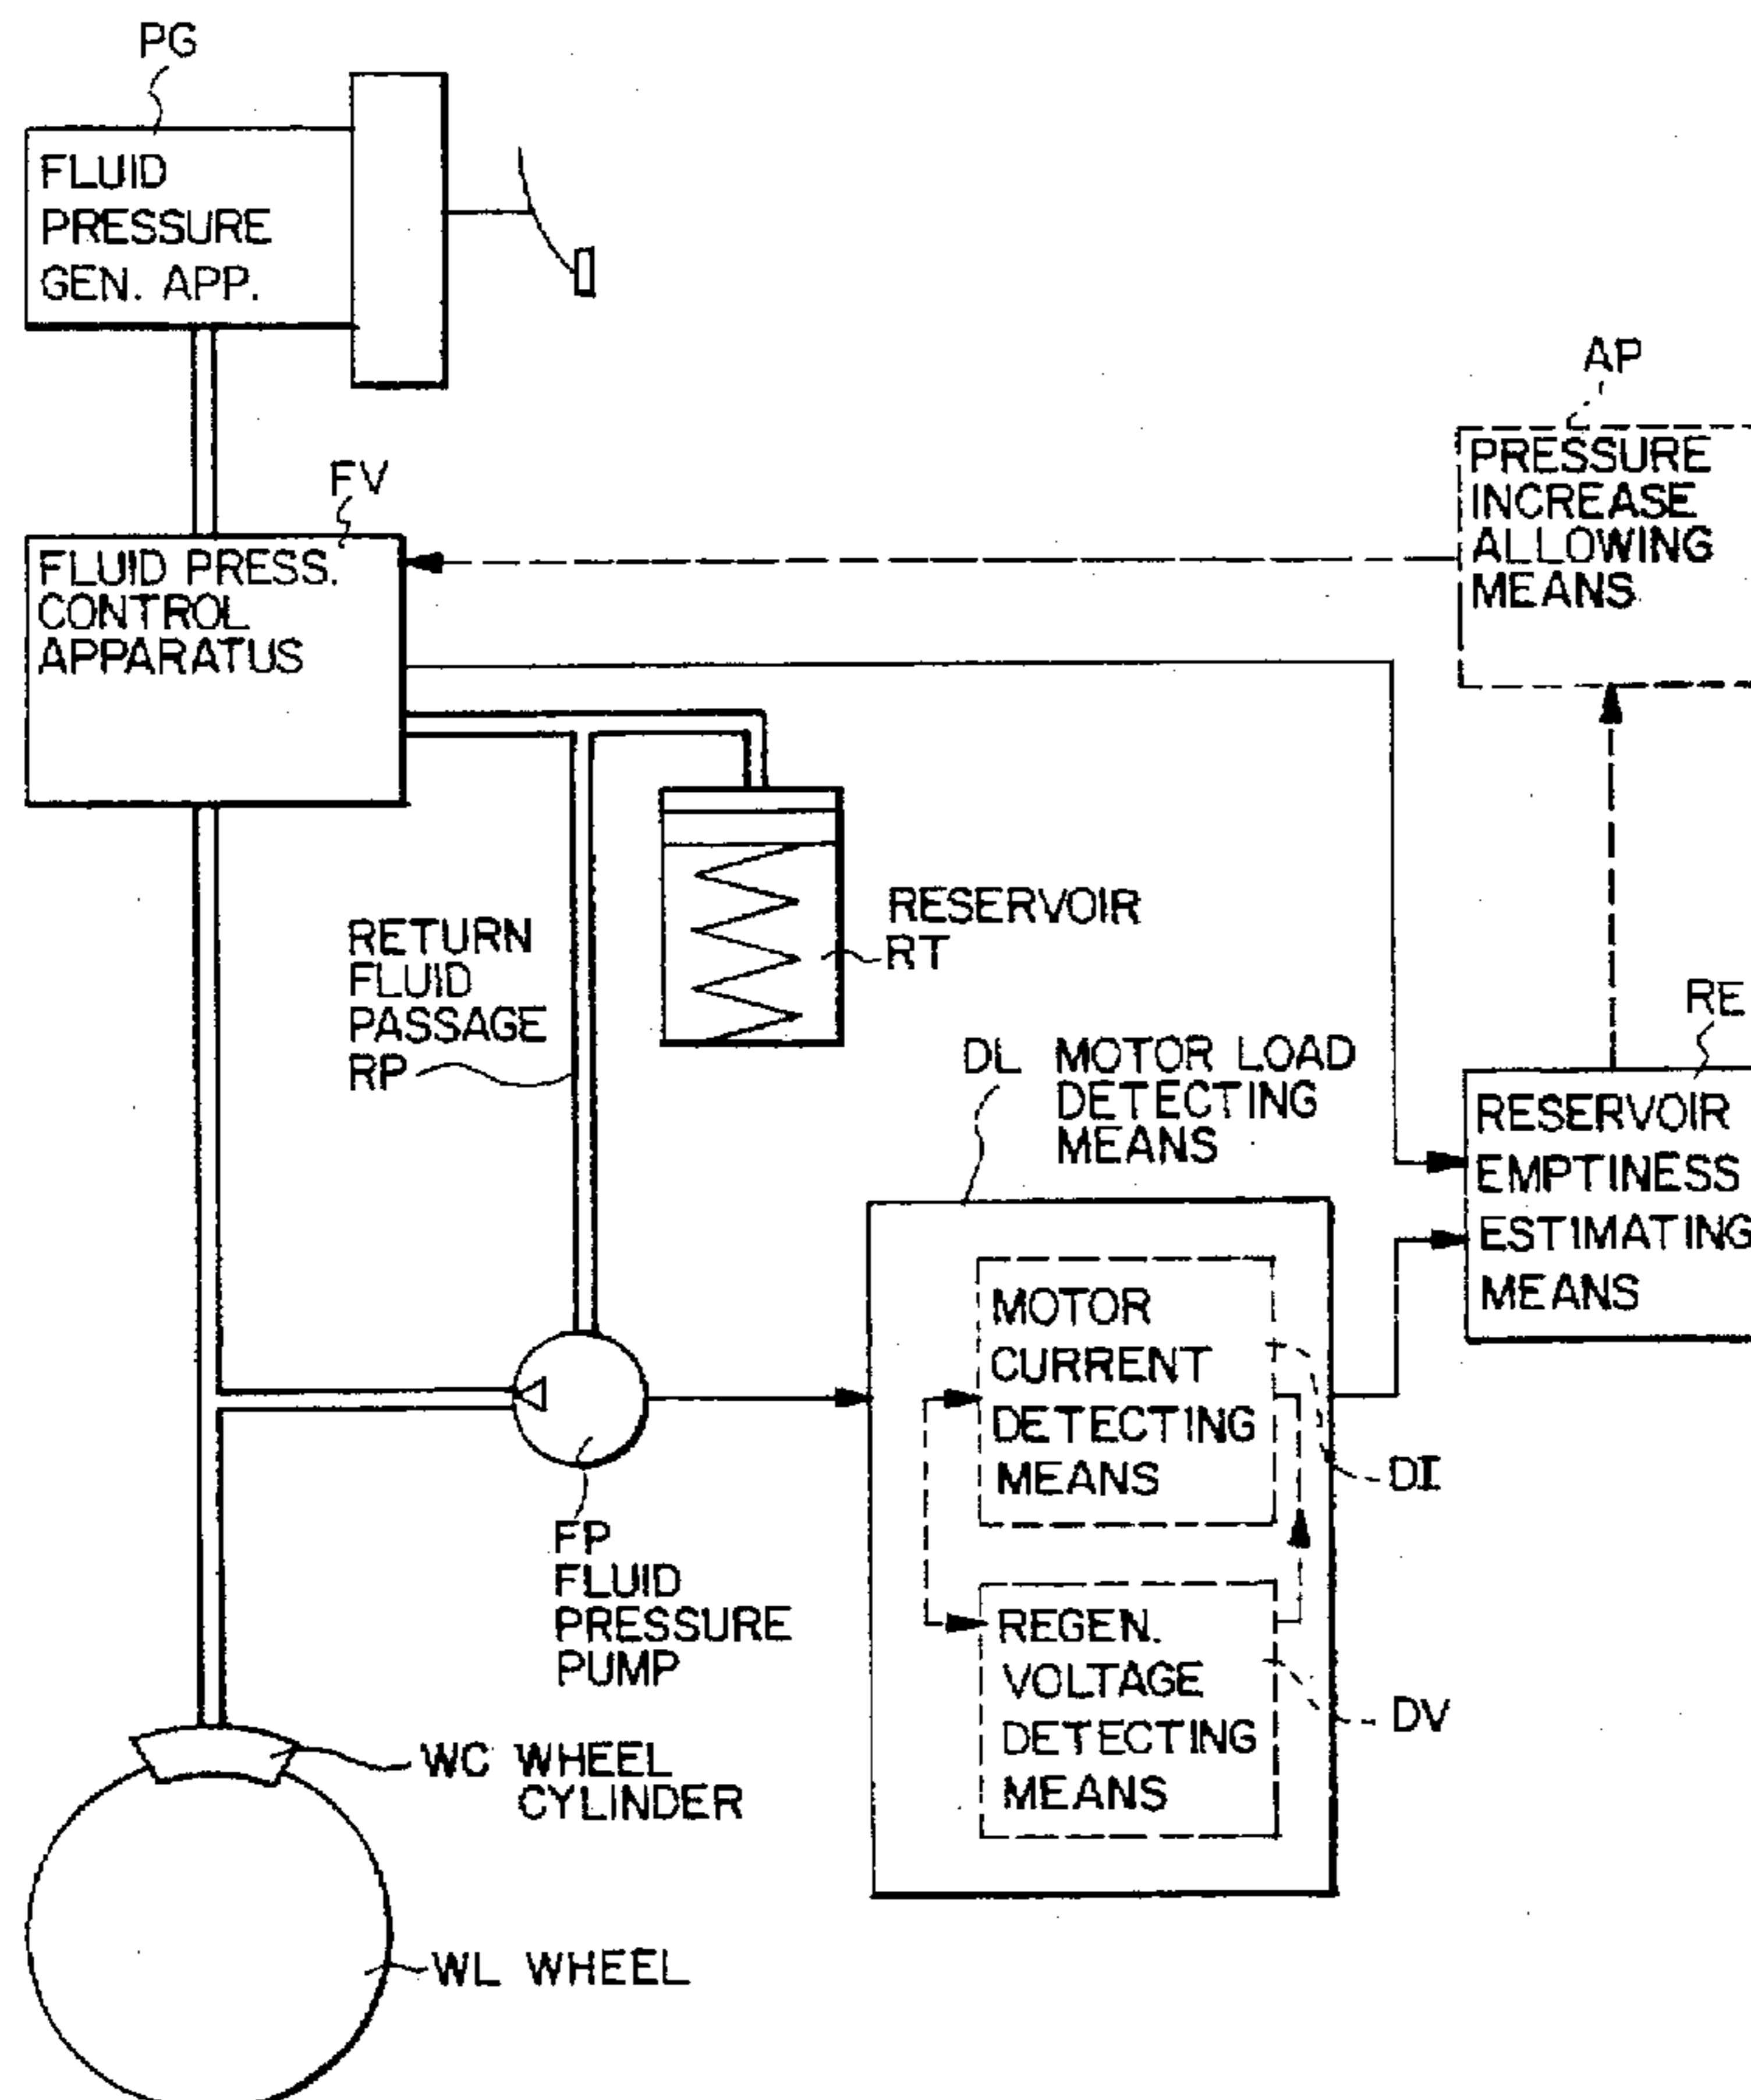 PG
FLUID
PRESSURE
GEN. APP.
AP
PRESSURE
INCREASE
ALLOWING
MEANS
FV
FLUID PRESS.
CONTROL
APPARATUS
RESERVOIR
RT
RETURN
FLUID
PASSAGE
RP
RE
RESERVOIR
EMPTINESS
ESTIMATING
MEANS
DL MOTOR LOAD
DETECTING
MEANS
MOTOR
CURRENT
DETECTING
MEANS
DI
FP
FLUID
PRESSURE
PUMP
REGEN.
VOLTAGE
DETECTING
MEANS
DV
WC WHEEL
CYLINDER
WL WHEEL